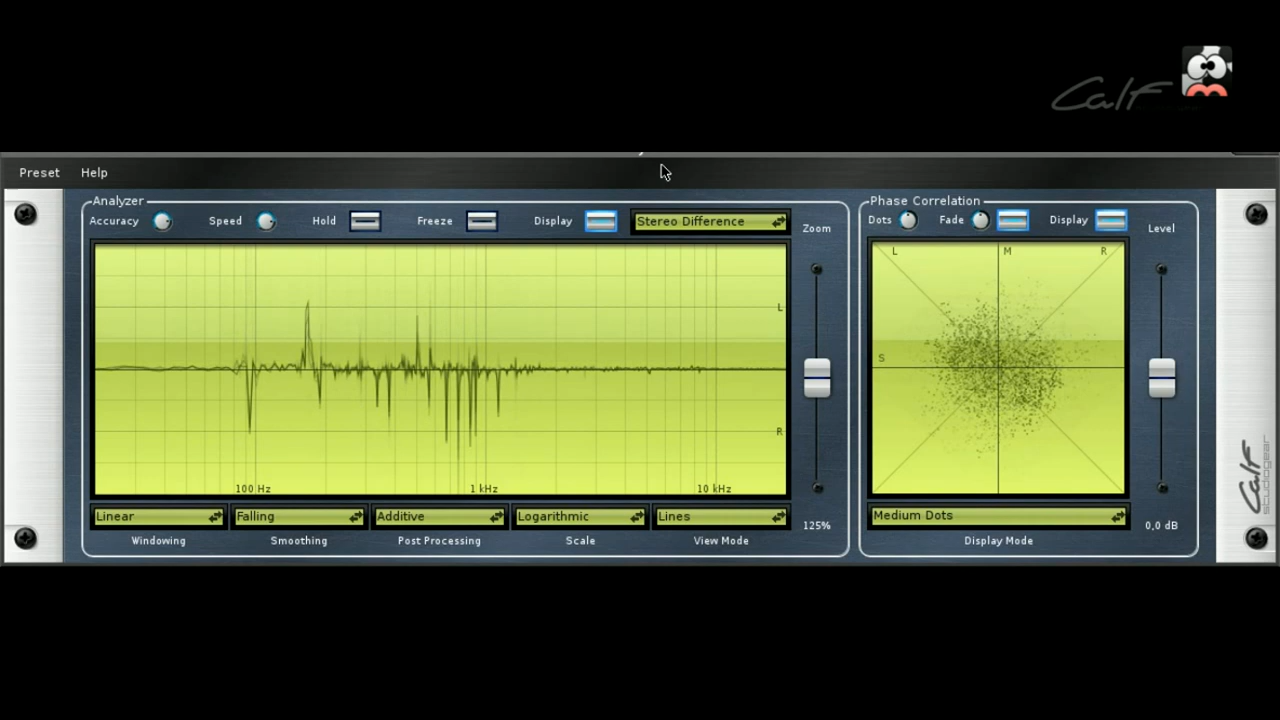 Calf
Preset Help
Analyzer
Accuracy Speed Hold Freeze Display Stereo Difference
Zoom
L
R
100 Hz 1 kHz 10 kHz
Linear Falling Additive Logarithmic Lines
Windowing Smoothing Post Processing Scale View Mode
125%
Phase Correlation
Dots Fade Display
Level
L M R
S
Medium Dots
Display Mode
0,0 dB
Calf
studiogear